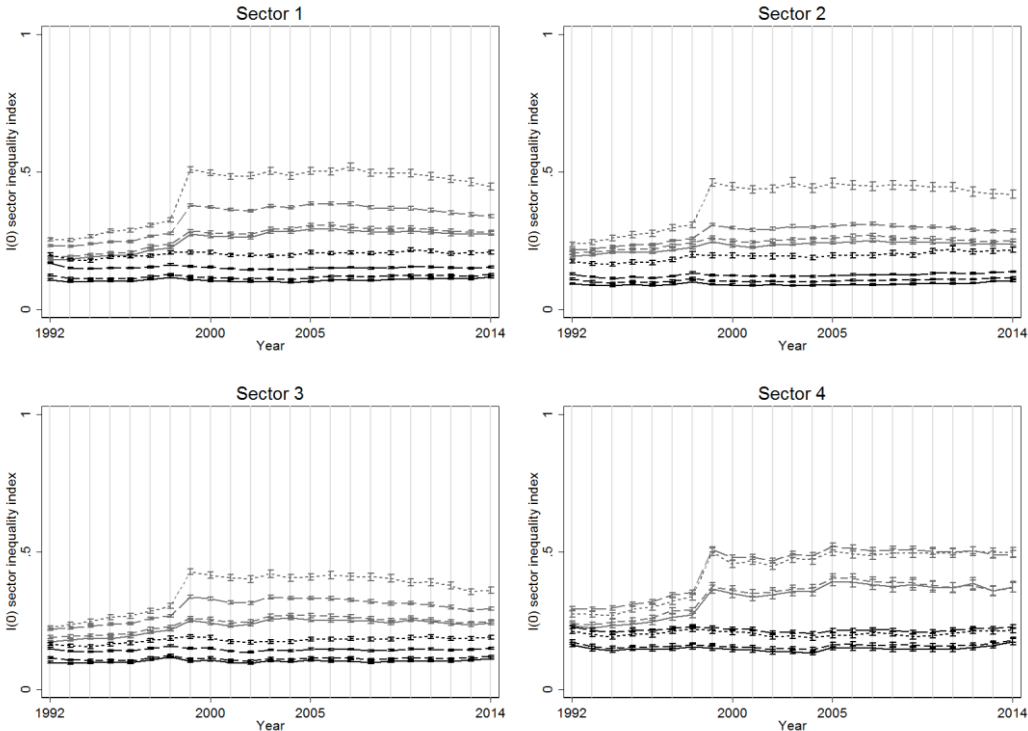 Sector 1
I(0) sector inequality index
1
.5
0
1992 2000 2005 2014
Year
Sector 2
I(0) sector inequality index
1
.5
0
1992 2000 2005 2014
Year
Sector 3
I(0) sector inequality index
1
.5
0
1992 2000 2005 2014
Year
Sector 4
I(0) sector inequality index
1
.5
0
1992 2000 2005 2014
Year